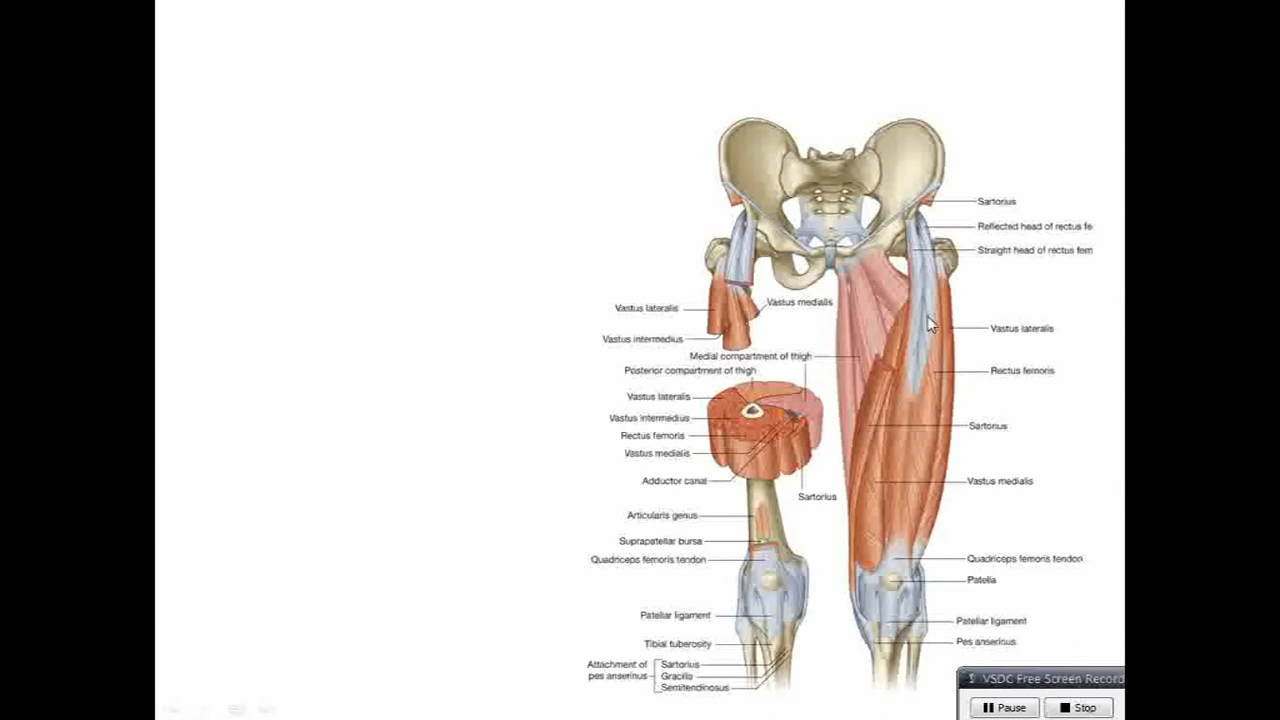 Sartorius
Reflected head of rectus fe
Straight head of rectus fem
Vastus lateralis
Vastus medialis
Vastus intermedius
Vastus lateralis
Medial compartment of thigh
Posterior compartment of thigh
Rectus femoris
Vastus lateralis
Vastus intermedius
Sartorius
Rectus femoris
Vastus medialis
Adductor canal
Vastus medialis
Sartorius
Articularis genus
Suprapatellar bursa
Quadriceps femoris tendon
Quadriceps femoris tendon
Patella
Patellar ligament
Patellar ligament
Tibial tuberosity
Pes anserinus
Attachment of
pes anserinus
Sartorius
Gracilis
Semitendinosus
VSDC Free Screen Record
Pause
Stop